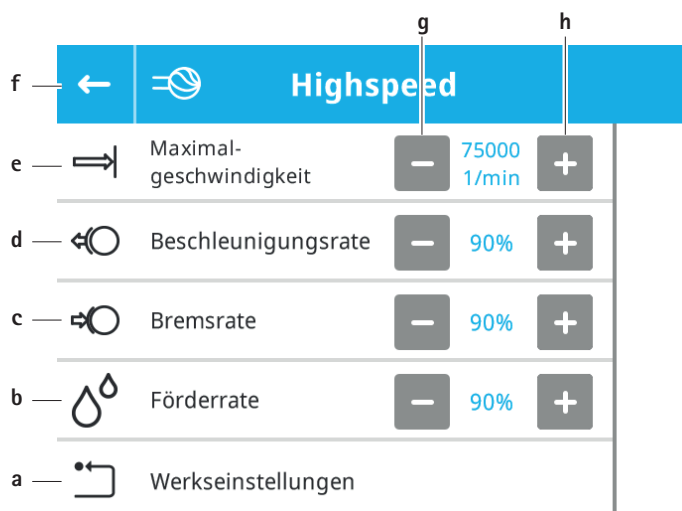 g h
f Highspeed
e Maximal-
geschwindigkeit
75000
1/min
d Beschleunigungsrate 90%
c Bremsrate 90%
b Förderrate 90%
a Werkseinstellungen